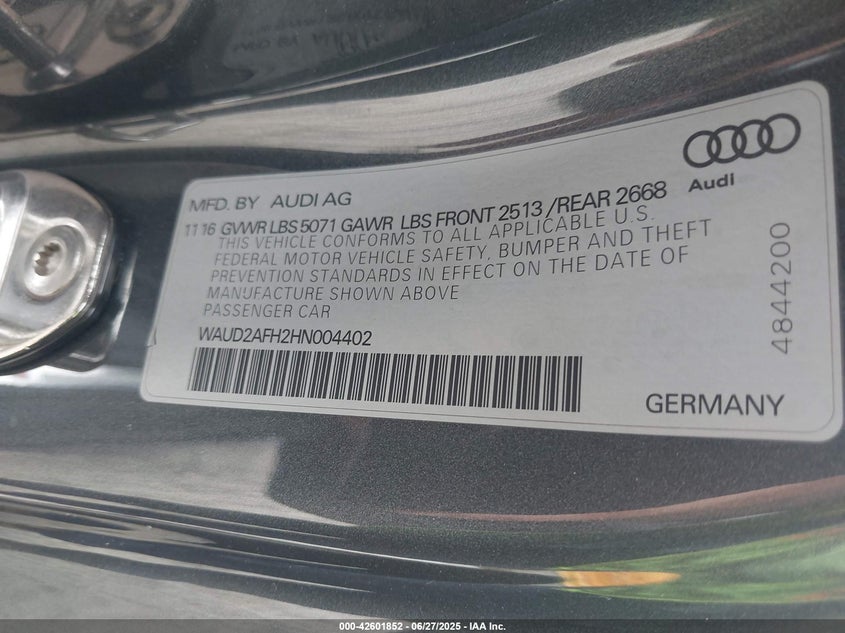 Audi
MFD. BY AUDI AG
11 16 GVWR LBS 5071 GAWR LBS FRONT 2513 /REAR 2668
THIS VEHICLE CONFORMS TO ALL APPLICABLE U.S.
FEDERAL MOTOR VEHICLE SAFETY, BUMPER AND THEFT
PREVENTION STANDARDS IN EFFECT ON THE DATE OF
MANUFACTURE SHOWN ABOVE
PASSENGER CAR
WAUD2AFH2HN004402
4844200
GERMANY
000-42601852 - 06/27/2025 - IAA Inc.